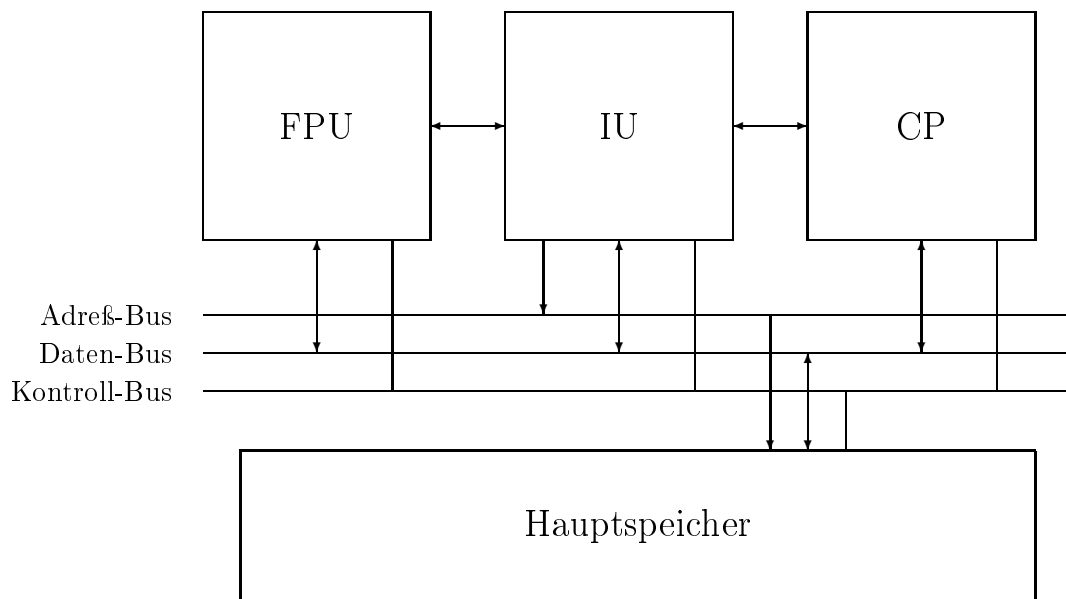 FPU
IU
CP
Adreß-Bus
Daten-Bus
Kontroll-Bus
Hauptspeicher